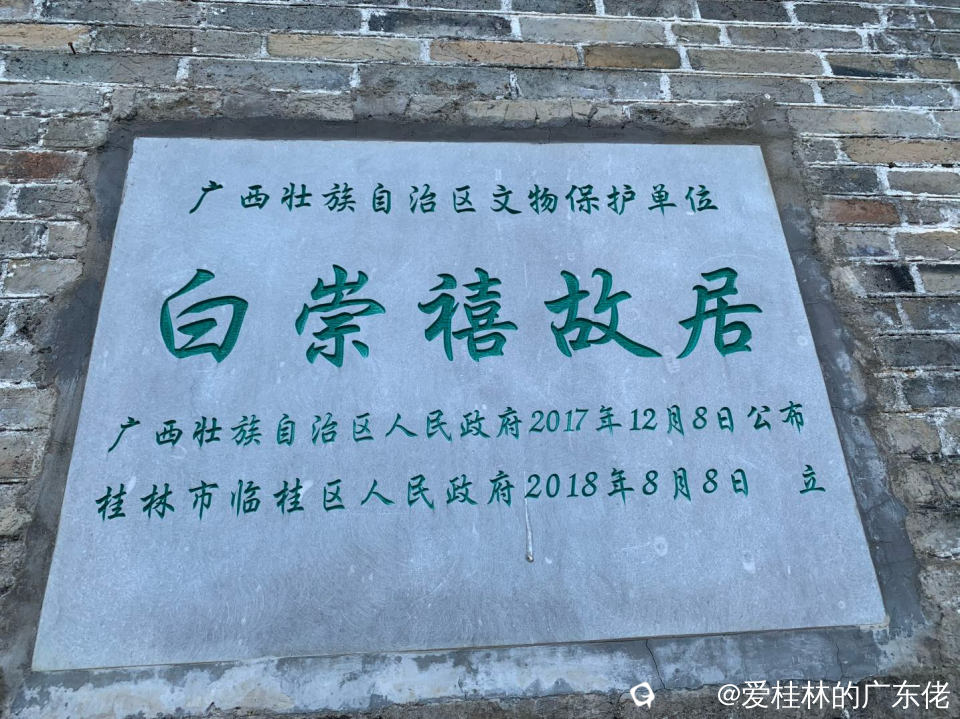 广西壮族自治区文物保护单位
白崇禧故居
广西壮族自治区人民政府2017年12月8日公布
桂林市临桂区人民政府2018年8月8日 立
@爱桂林的广东佬